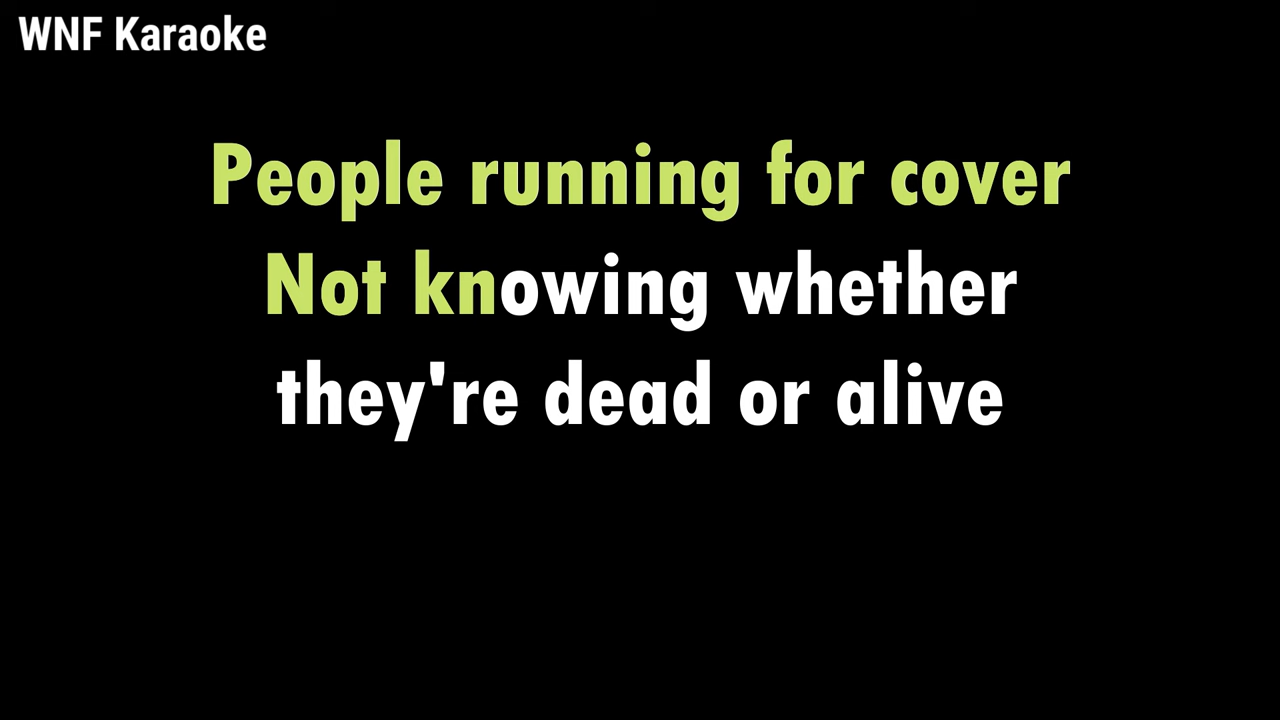 WNF Karaoke
People running for cover
Not knowing whether
they're dead or alive